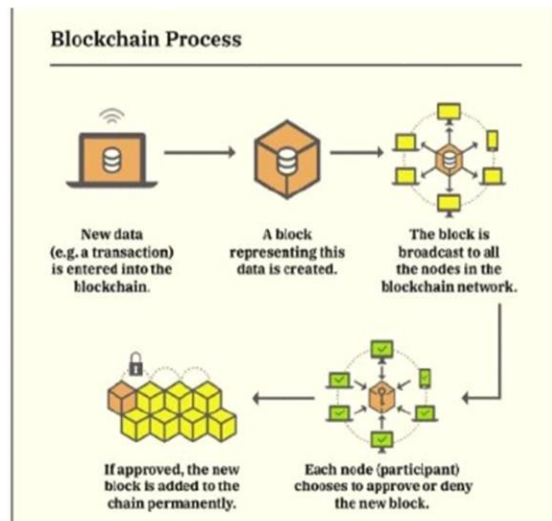 Blockchain Process
New data
(e.g. a transaction)
is entered into the
blockchain.
A block
representing this
data is created.
The block is
broadcast to all
the nodes in the
blockchain network.
If approved, the new
block is added to the
chain permanently.
Each node (participant)
chooses to approve or deny
the new block.